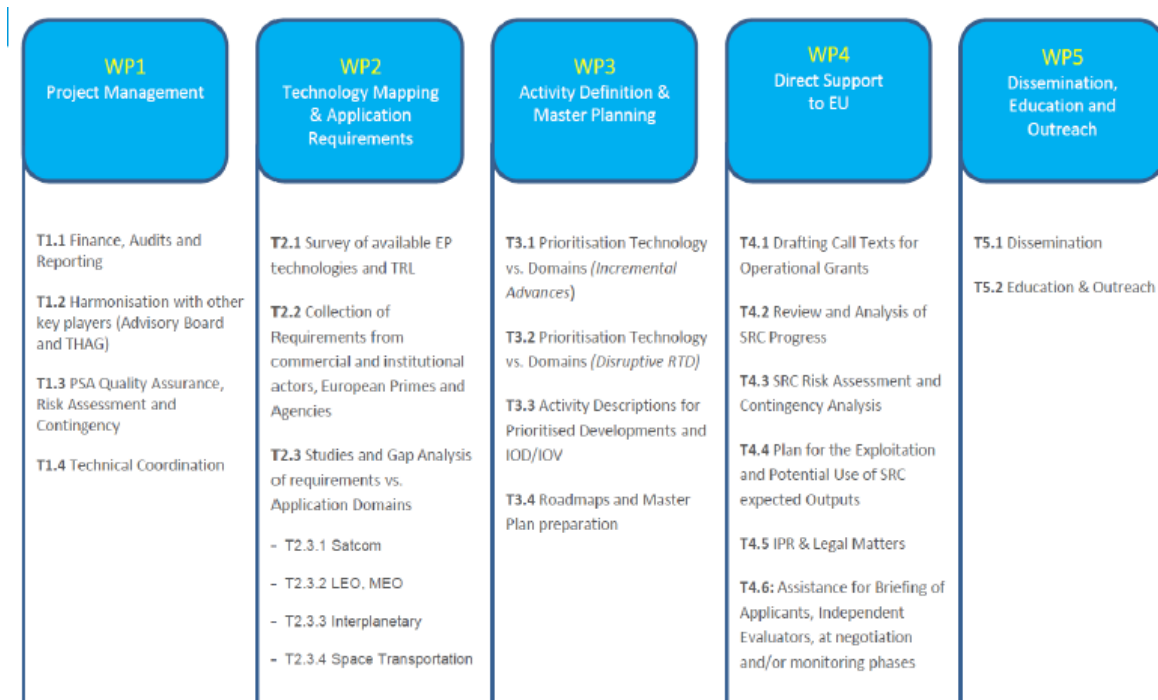 WP1
Project Management
T1.1 Finance, Audits and
Reporting
T1.2 Harmonisation with other
key players (Advisory Board
and THAG)
T1.3 PSA Quality Assurance,
Risk Assessment and
Contingency
T1.4 Technical Coordination
WP2
Technology Mapping
& Application
Requirements
T2.1 Survey of available EP
technologies and TRL
T2.2 Collection of
Requirements from
commercial and institutional
actors, European Primes and
Agencies
T2.3 Studies and Gap Analysis
of requirements vs.
Application Domains
- T2.3.1 Satcom
- T2.3.2 LEO, MEO
- T2.3.3 Interplanetary
- T2.3.4 Space Transportation
WP3
Activity Definition &
Master Planning
T3.1 Prioritisation Technology
vs. Domains (Incremental
Advances)
T3.2 Prioritisation Technology
vs. Domains (Disruptive RTD)
T3.3 Activity Descriptions for
Prioritised Developments and
IOD/IOV
T3.4 Roadmaps and Master
Plan preparation
WP4
Direct Support
to EU
T4.1 Drafting Call Texts for
Operational Grants
T4.2 Review and Analysis of
SRC Progress
T4.3 SRC Risk Assessment and
Contingency Analysis
T4.4 Plan for the Exploitation
and Potential Use of SRC
expected Outputs
T4.5 IPR & Legal Matters
T4.6: Assistance for Briefing of
Applicants, Independent
Evaluators, at negotiation
and/or monitoring phases
WP5
Dissemination,
Education and
Outreach
T5.1 Dissemination
T5.2 Education & Outreach